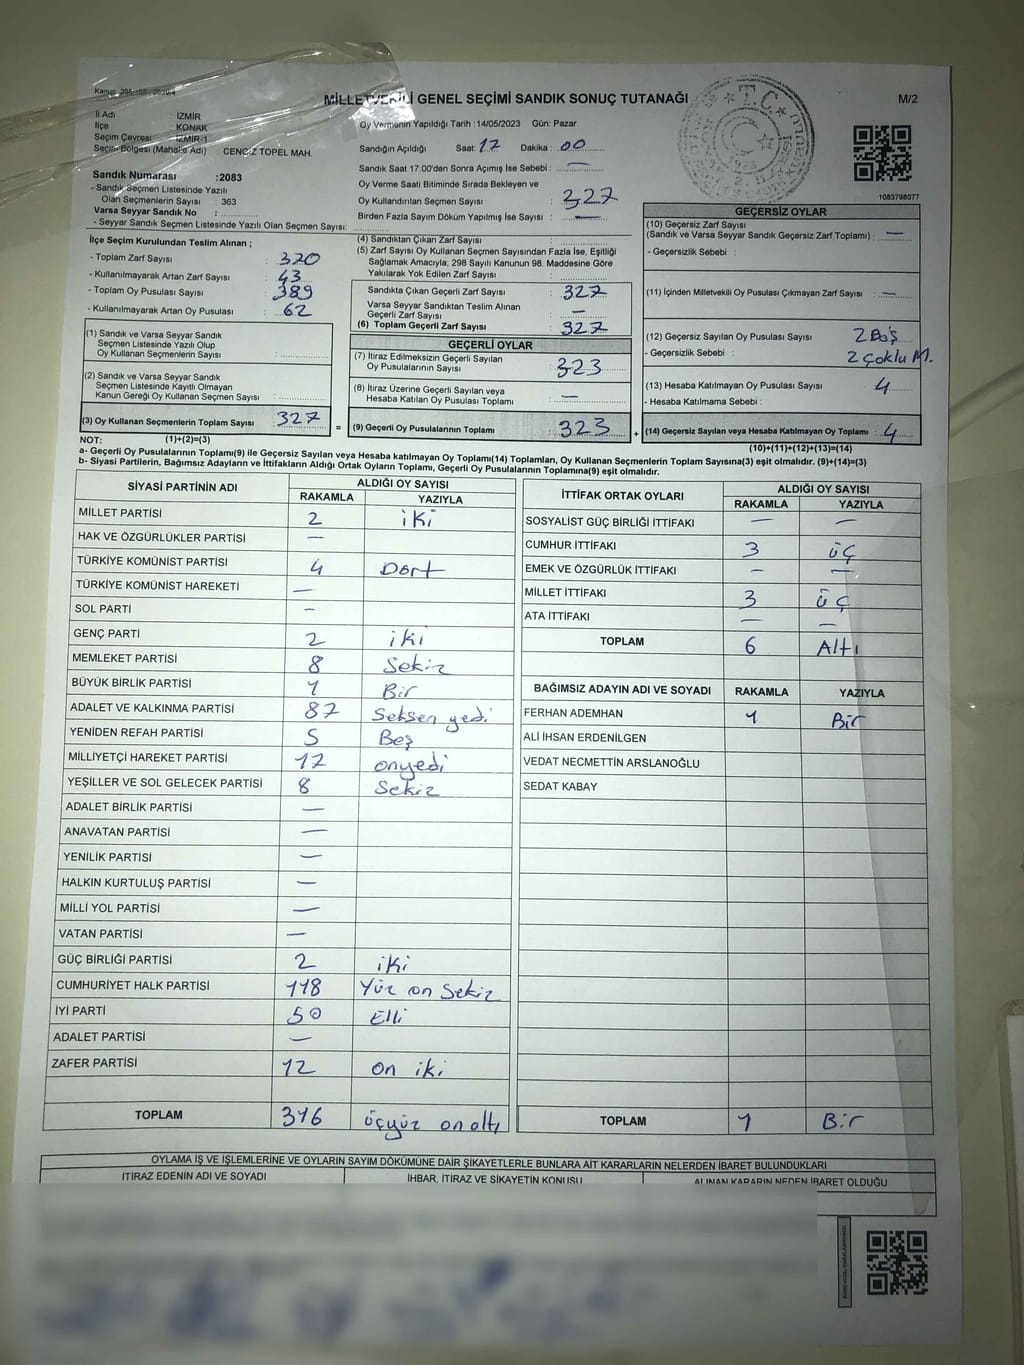 MİLLETVEKİLİ GENEL SEÇİMİ SANDIK SONUÇ TUTANAĞI
M/2
İl Adı : İZMİR
İlçe : KONAK
Seçim Çevresi : İZMİR-1
Seçim Bölgesi (Mahalle Adı) : CENGİZ TOPEL MAH.
Sandık Numarası : 2083
- Sandık Seçmen Listesinde Yazılı
Olan Seçmenlerin Sayısı : 363
Varsa Seyyar Sandık No :
- Seyyar Sandık Seçmen Listesinde Yazılı Olan Seçmen Sayısı:
Oy Vermenin Yapıldığı Tarih :14/05/2023 Gün: Pazar
Sandığın Açıldığı Saat: 17 Dakika : 00
Sandık Saat 17:00'den Sonra Açımış İse Sebebi : —
Oy Verme Saati Bitiminde Sırada Bekleyen ve
Oy Kullandırılan Seçmen Sayısı : 327
Birden Fazla Sayım Döküm Yapılmış İse Sayısı : —
1083798077
İlçe Seçim Kurulundan Teslim Alınan ;
- Toplam Zarf Sayısı : 370
- Kullanılmayarak Artan Zarf Sayısı : 43
- Toplam Oy Pusulası Sayısı : 389
- Kullanılmayarak Artan Oy Pusulası : 62
(1) Sandık ve Varsa Seyyar Sandık
Seçmen Listesinde Yazılı Olup
Oy Kullanan Seçmenlerin Sayısı :
(2) Sandık ve Varsa Seyyar Sandık
Seçmen Listesinde Kayıtlı Olmayan
Kanun Gereği Oy Kullanan Seçmen Sayısı :
(3) Oy Kullanan Seçmenlerin Toplam Sayısı : 327
(4) Sandıktan Çıkan Zarf Sayısı :
(5) Zarf Sayısı Oy Kullanan Seçmen Sayısından Fazla İse, Eşitliği
Sağlamak Amacıyla; 298 Sayılı Kanunun 98. Maddesine Göre
Yakılarak Yok Edilen Zarf Sayısı :
Sandıkta Çıkan Geçerli Zarf Sayısı : 327
Varsa Seyyar Sandıktan Teslim Alınan
Geçerli Zarf Sayısı : —
(6) Toplam Geçerli Zarf Sayısı : 327
GEÇERLİ OYLAR
(7) İtiraz Edilmeksizin Geçerli Sayılan
Oy Pusulalarının Sayısı : 323
(8) İtiraz Üzerine Geçerli Sayılan veya
Hesaba Katılan Oy Pusulası Toplamı : —
= (9) Geçerli Oy Pusulalarının Toplamı : 323
GEÇERSİZ OYLAR
(10) Geçersiz Zarf Sayısı
(Sandık ve Varsa Seyyar Sandık Geçersiz Zarf Toplamı) : —
- Geçersizlik Sebebi :
(11) İçinden Milletvekili Oy Pusulası Çıkmayan Zarf Sayısı : —
(12) Geçersiz Sayılan Oy Pusulası Sayısı 2 Boş
- Geçersizlik Sebebi : 2 Çoklu M.
(13) Hesaba Katılmayan Oy Pusulası Sayısı : 4
- Hesaba Katılmama Sebebi :
+ (14) Geçersiz Sayılan veya Hesaba Katılmayan Oy Toplamı : 4
NOT: (1)+(2)=(3)
(10)+(11)+(12)+(13)=(14)
a- Geçerli Oy Pusulalarının Toplamı(9) ile Geçersiz Sayılan veya Hesaba katılmayan Oy Toplamı(14) Toplamları, Oy Kullanan Seçmenlerin Toplam Sayısına(3) eşit olmalıdır. (9)+(14)=(3)
b- Siyasi Partilerin, Bağımsız Adayların ve İttifakların Aldığı Ortak Oyların Toplamı, Geçerli Oy Pusulalarının Toplamına(9) eşit olmalıdır.
SİYASİ PARTİNİN ADI ALDIĞI OY SAYISI
RAKAMLA YAZIYLA
MİLLET PARTİSİ 2 iki
HAK VE ÖZGÜRLÜKLER PARTİSİ —
TÜRKİYE KOMÜNİST PARTİSİ 4 Dört
TÜRKİYE KOMÜNİST HAREKETİ —
SOL PARTİ —
GENÇ PARTİ 2 iki
MEMLEKET PARTİSİ 8 Sekiz
BÜYÜK BİRLİK PARTİSİ 1 Bir
ADALET VE KALKINMA PARTİSİ 87 Seksen yedi
YENİDEN REFAH PARTİSİ 5 Beş
MİLLİYETÇİ HAREKET PARTİSİ 17 onyedi
YEŞİLLER VE SOL GELECEK PARTİSİ 8 Sekiz
ADALET BİRLİK PARTİSİ —
ANAVATAN PARTİSİ —
YENİLİK PARTİSİ —
HALKIN KURTULUŞ PARTİSİ —
MİLLİ YOL PARTİSİ —
VATAN PARTİSİ —
GÜÇ BİRLİĞİ PARTİSİ 2 iki
CUMHURİYET HALK PARTİSİ 118 Yüz on Sekiz
İYİ PARTİ 50 Elli
ADALET PARTİSİ —
ZAFER PARTİSİ 12 on iki
TOPLAM 316 üçyüz onaltı
İTTİFAK ORTAK OYLARI ALDIĞI OY SAYISI
RAKAMLA YAZIYLA
SOSYALİST GÜÇ BİRLİĞİ İTTİFAKI — —
CUMHUR İTTİFAKI 3 üç
EMEK VE ÖZGÜRLÜK İTTİFAKI — —
MİLLET İTTİFAKI 3 üç
ATA İTTİFAKI — —
TOPLAM 6 Altı
BAĞIMSIZ ADAYIN ADI VE SOYADI RAKAMLA YAZIYLA
FERHAN ADEMHAN 1 Bir
ALİ İHSAN ERDENİLGEN
VEDAT NECMETTİN ARSLANOĞLU
SEDAT KABAY
TOPLAM 1 Bir
OYLAMA İŞ VE İŞLEMLERİNE VE OYLARIN SAYIM DÖKÜMÜNE DAİR ŞİKAYETLERLE BUNLARA AİT KARARLARIN NELERDEN İBARET BULUNDUKLARI
İTİRAZ EDENİN ADI VE SOYADI İHBAR, İTİRAZ VE ŞİKAYETİN KONUSU ALINAN KARARIN NEDEN İBARET OLDUĞU